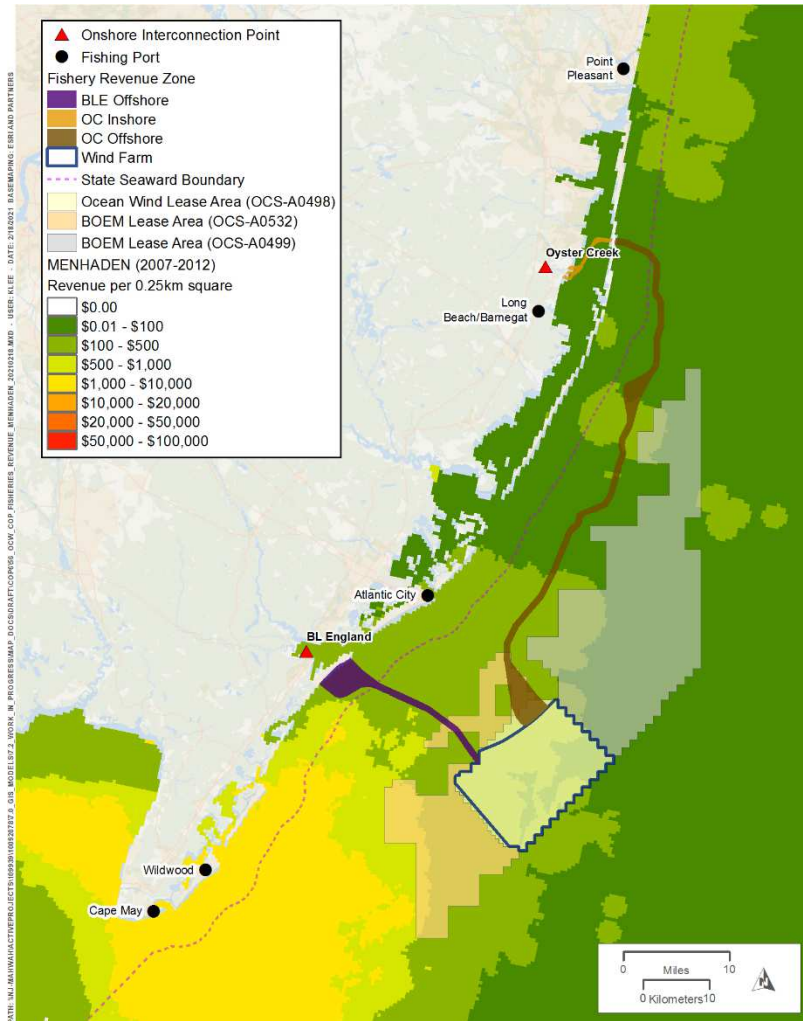 Onshore Interconnection Point
Fishing Port
Fishery Revenue Zone
BLE Offshore
OC Inshore
OC Offshore
Wind Farm
State Seaward Boundary
Ocean Wind Lease Area (OCS-A0498)
BOEM Lease Area (OCS-A0532)
BOEM Lease Area (OCS-A0499)
MENHADEN (2007-2012)
Revenue per 0.25km square
$0.00
$0.01 - $100
$100 - $500
$500 - $1,000
$1,000 - $10,000
$10,000 - $20,000
$20,000 - $50,000
$50,000 - $100,000
Point
Pleasant
Oyster Creek
Long
Beach/Barnegat
Atlantic City
BL England
Wildwood
Cape May
0 10
Miles
0 Kilometers 10
N